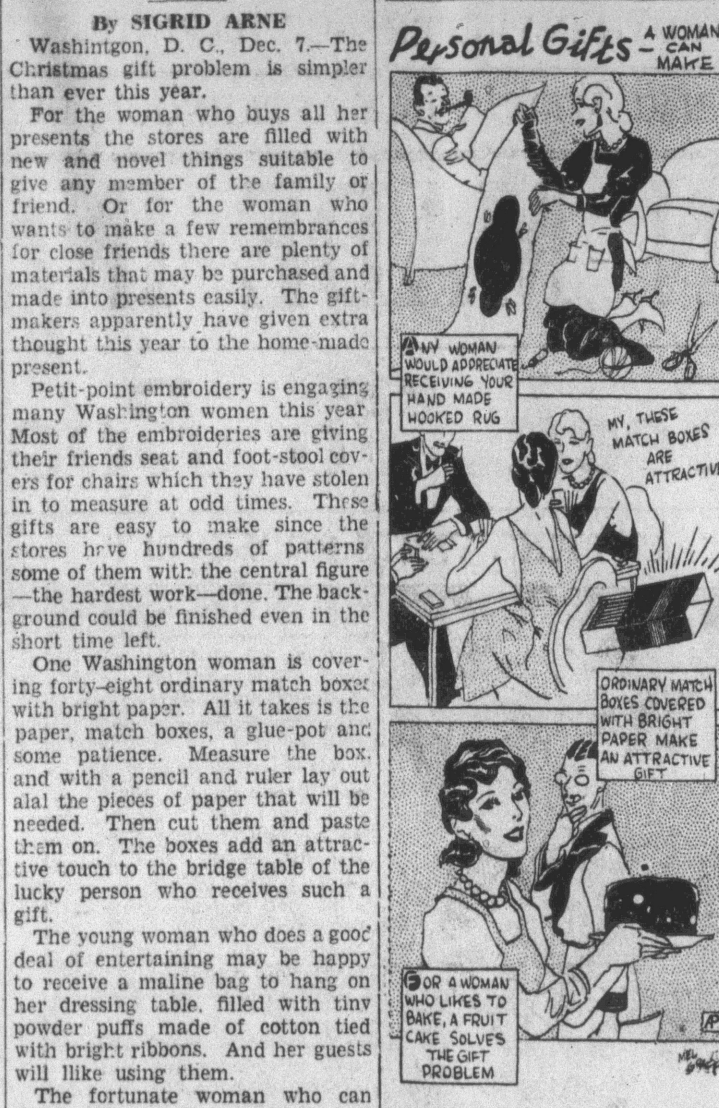 By SIGRID ARNE
Washintgon, D. C., Dec. 7.—The
Christmas gift problem is simpler
than ever this year.
For the woman who buys all her
presents the stores are filled with
new and novel things suitable to
give any member of the family or
friend. Or for the woman who
wants to make a few remembrances
for close friends there are plenty of
materials that may be purchased and
made into presents easily. The gift-
makers apparently have given extra
thought this year to the home-made
present.
Petit-point embroidery is engaging
many Washington women this year
Most of the embroideries are giving
their friends seat and foot-stool cov-
ers for chairs which they have stolen
in to measure at odd times. These
gifts are easy to make since the
stores have hundreds of patterns
some of them with the central figure
—the hardest work—done. The back-
ground could be finished even in the
short time left.
One Washington woman is cover-
ing forty-eight ordinary match boxes
with bright paper. All it takes is the
paper, match boxes, a glue-pot and
some patience. Measure the box,
and with a pencil and ruler lay out
alal the pieces of paper that will be
needed. Then cut them and paste
them on. The boxes add an attrac-
tive touch to the bridge table of the
lucky person who receives such a
gift.
The young woman who does a good
deal of entertaining may be happy
to receive a maline bag to hang on
her dressing table, filled with tiny
powder puffs made of cotton tied
with bright ribbons. And her guests
will llike using them.
The fortunate woman who can
Personal Gifts — A WOMAN
CAN
MAKE
ANY WOMAN
WOULD APPRECIATE
RECEIVING YOUR
HAND MADE
HOOKED RUG
MY, THESE
MATCH BOXES
ARE
ATTRACTIVE
ORDINARY MATCH
BOXES COVERED
WITH BRIGHT
PAPER MAKE
AN ATTRACTIVE
GIFT
FOR A WOMAN
WHO LIKES TO
BAKE, A FRUIT
CAKE SOLVES
THE GIFT
PROBLEM
AP
MEL